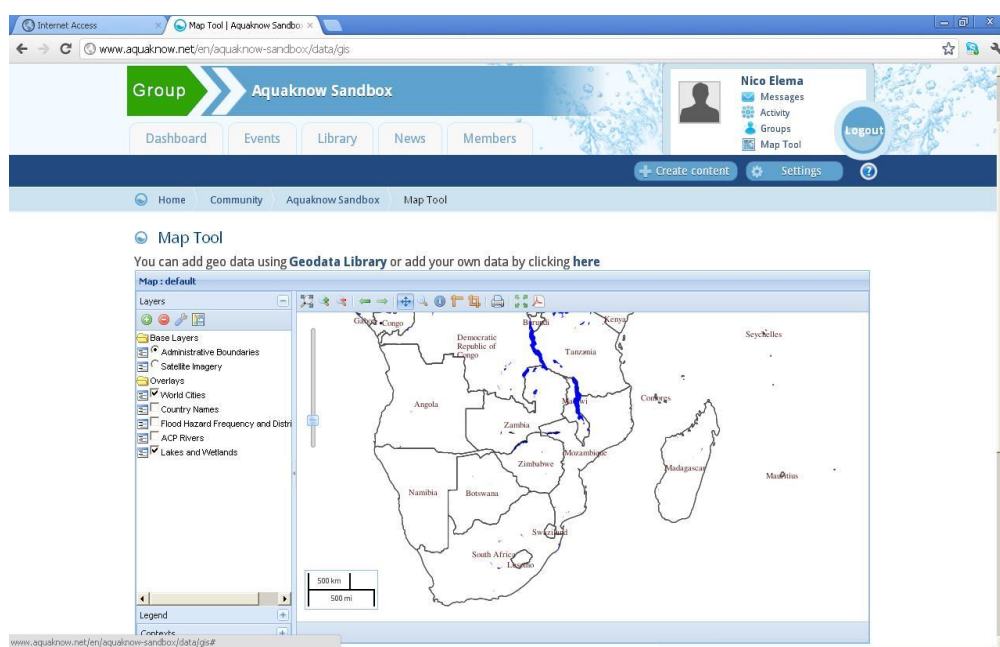 Internet Access
Map Tool | Aquaknow Sandbo
www.aquaknow.net/en/aquaknow-sandbox/data/gis
Group
Aquaknow Sandbox
Nico Elema
Messages
Activity
Groups
Map Tool
Logout
Dashboard
Events
Library
News
Members
Create content
Settings
?
Home
Community
Aquaknow Sandbox
Map Tool
Map Tool
You can add geo data using Geodata Library or add your own data by clicking here
Map : default
Layers
Base Layers
Administrative Boundaries
Satellite Imagery
Overlays
World Cities
Country Names
Flood Hazard Frequency and Distri
ACP Rivers
Lakes and Wetlands
Legend
Contexts
Gabon
Congo
Democratic
Republic of
Congo
Burundi
Kenya
Tanzania
Seychelles
Angola
Malawi
Comoros
Zambia
Zimbabwe
Mozambique
Madagascar
Mauritius
Namibia
Botswana
Swaziland
South Africa
Lesotho
500 km
500 mi
www.aquaknow.net/en/aquaknow-sandbox/data/gis#